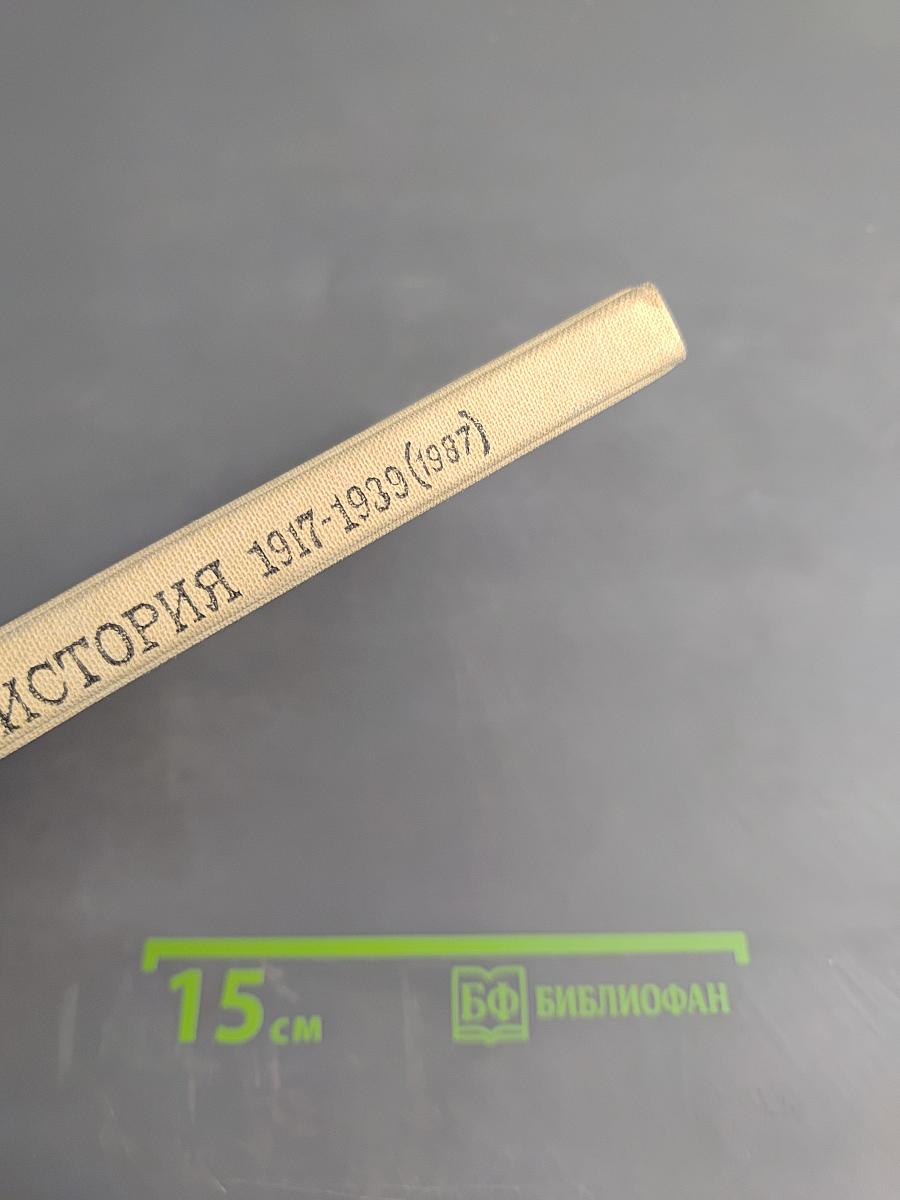 ИСТОРИЯ 1917-1939(1987)
15 см
БФ БИБЛИОФАН